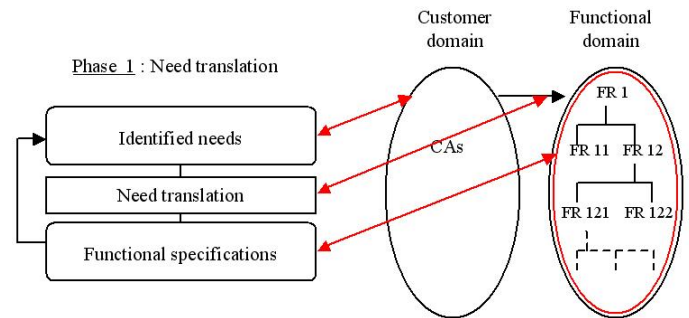 Customer
domain
Functional
domain
Phase 1 : Need translation
FR 1
Identified needs
CAs
FR 11 FR 12
Need translation
FR 121 FR 122
Functional specifications